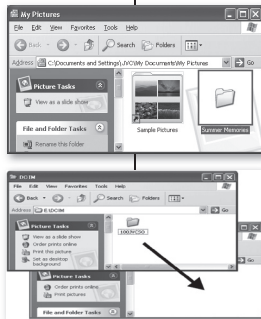 My Pictures
File Edit View Favorites Tools Help
Back Search Folders
Address C:\Documents and Settings\JVC\My Documents\My Pictures Go
Picture Tasks
View as a slide show
File and Folder Tasks
Rename this folder
Sample Pictures
Summer Memories
DCIM
File Edit View Favorites Tools Help
Back Search Folders
Address E:\DCIM Go
Picture Tasks
View as a slide show
Order prints online
Print this picture
Set as desktop
background
100JVCSO
Go
Picture Tasks
Order prints online
Print pictures
File and Folder Tasks